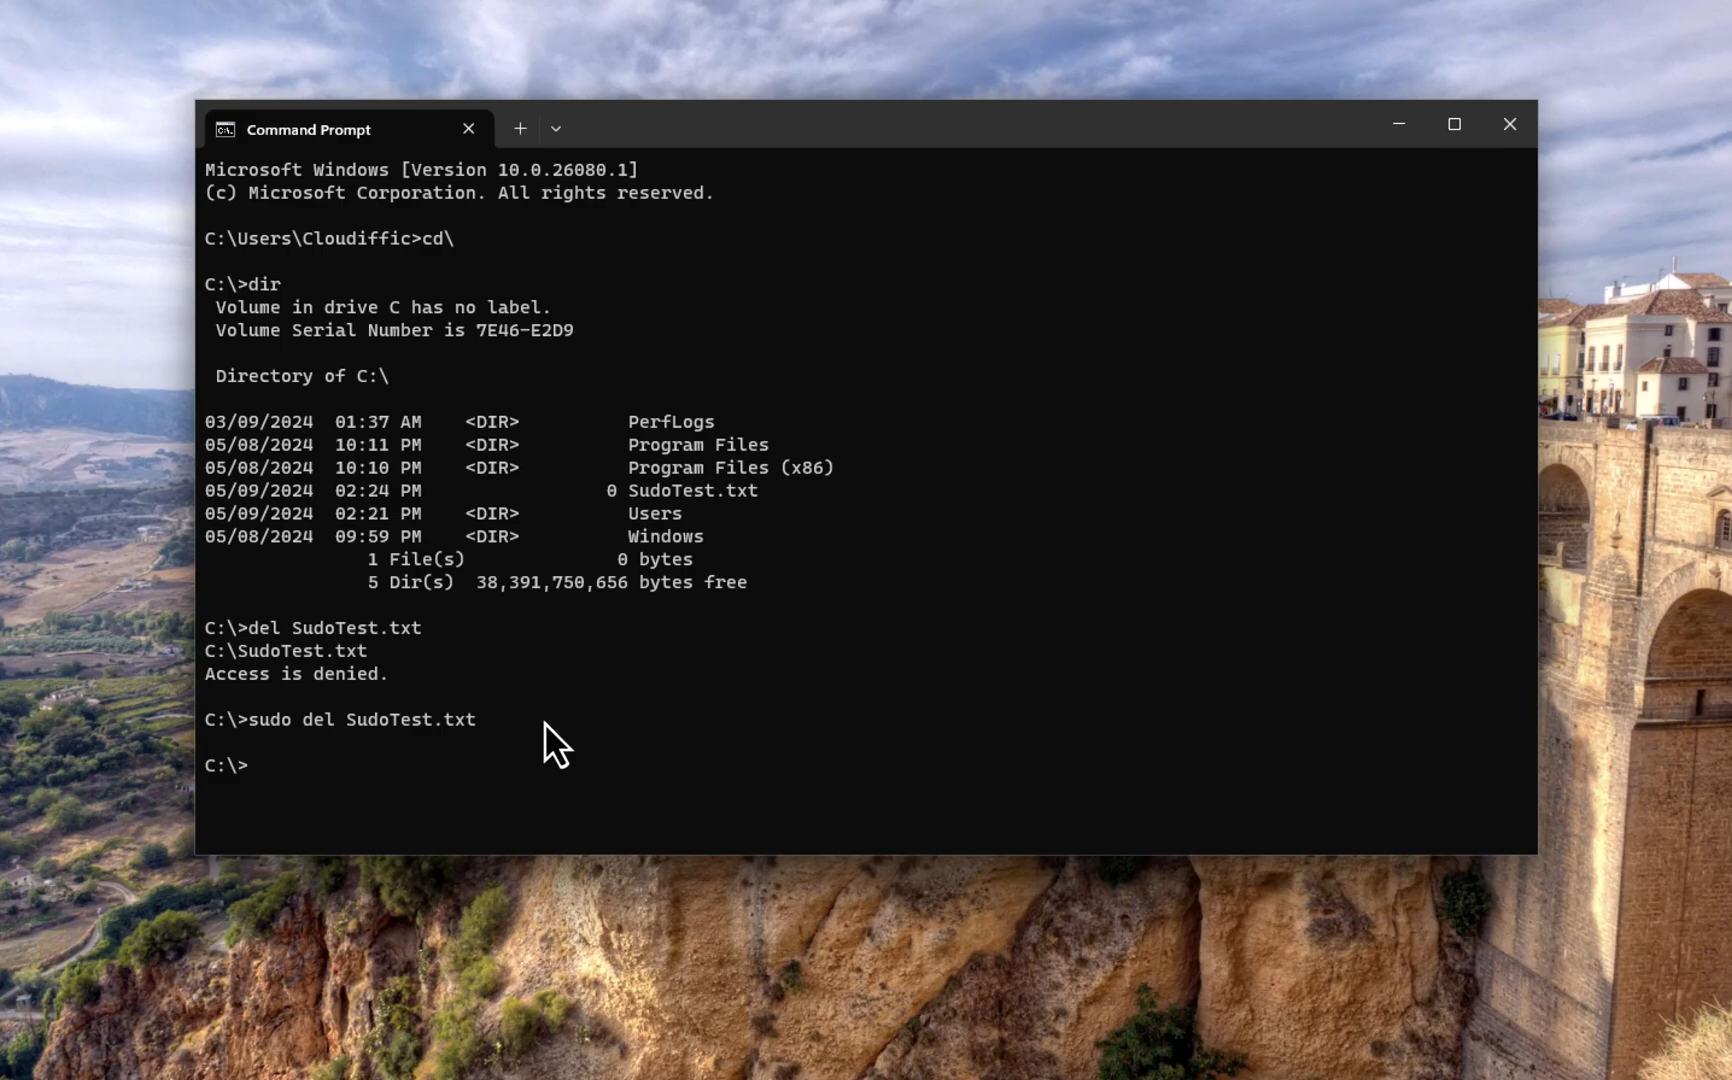 Command Prompt
Microsoft Windows [Version 10.0.26080.1]
(c) Microsoft Corporation. All rights reserved.
C:\Users\Cloudiffic>cd\
C:\>dir
 Volume in drive C has no label.
 Volume Serial Number is 7E46-E2D9
 Directory of C:\
03/09/2024  01:37 AM    <DIR>          PerfLogs
05/08/2024  10:11 PM    <DIR>          Program Files
05/08/2024  10:10 PM    <DIR>          Program Files (x86)
05/09/2024  02:24 PM                 0 SudoTest.txt
05/09/2024  02:21 PM    <DIR>          Users
05/08/2024  09:59 PM    <DIR>          Windows
               1 File(s)              0 bytes
               5 Dir(s)  38,391,750,656 bytes free
C:\>del SudoTest.txt
C:\SudoTest.txt
Access is denied.
C:\>sudo del SudoTest.txt
C:\>